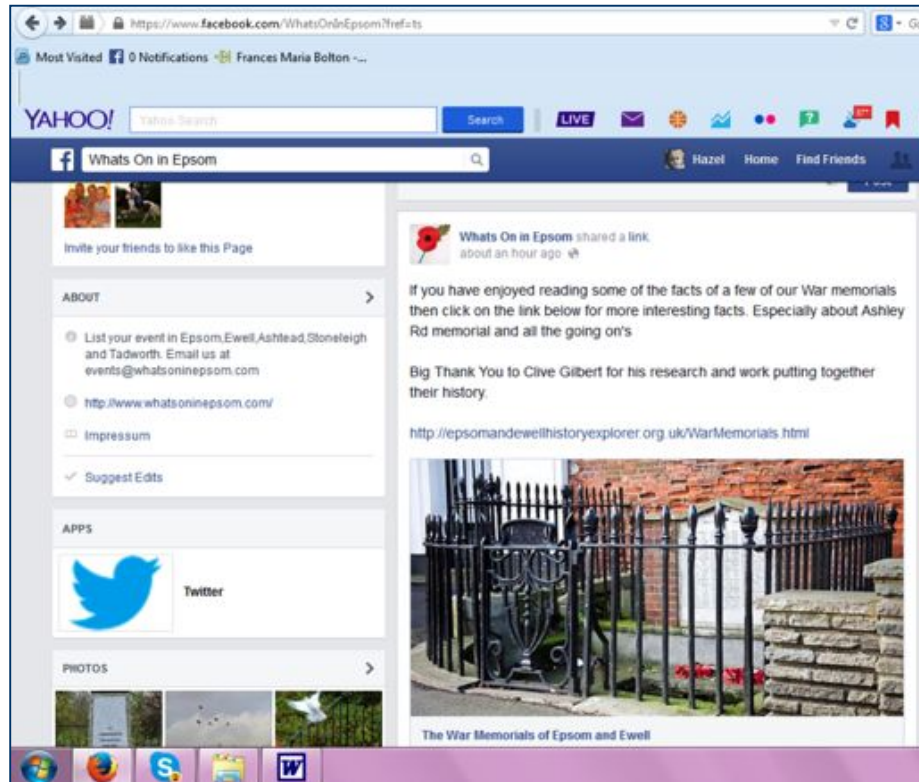 https://www.facebook.com/WhatsOnInEpsom?fref=ts
Most Visited 0 Notifications Frances Maria Bolton -...
YAHOO! Yahoo Search Search LIVE
Whats On in Epsom Hazel Home Find Friends
Post
Invite your friends to like this Page
ABOUT
List your event in Epsom,Ewell,Ashtead,Stoneleigh
and Tadworth. Email us at
events@whatsoninepsom.com
http://www.whatsoninepsom.com/
Impressum
Suggest Edits
APPS
Twitter
PHOTOS
Whats On in Epsom shared a link.
about an hour ago
If you have enjoyed reading some of the facts of a few of our War memorials
then click on the link below for more interesting facts. Especially about Ashley
Rd memorial and all the going on's
Big Thank You to Clive Gilbert for his research and work putting together
their history.
http://epsomandewellhistoryexplorer.org.uk/WarMemorials.html
The War Memorials of Epsom and Ewell